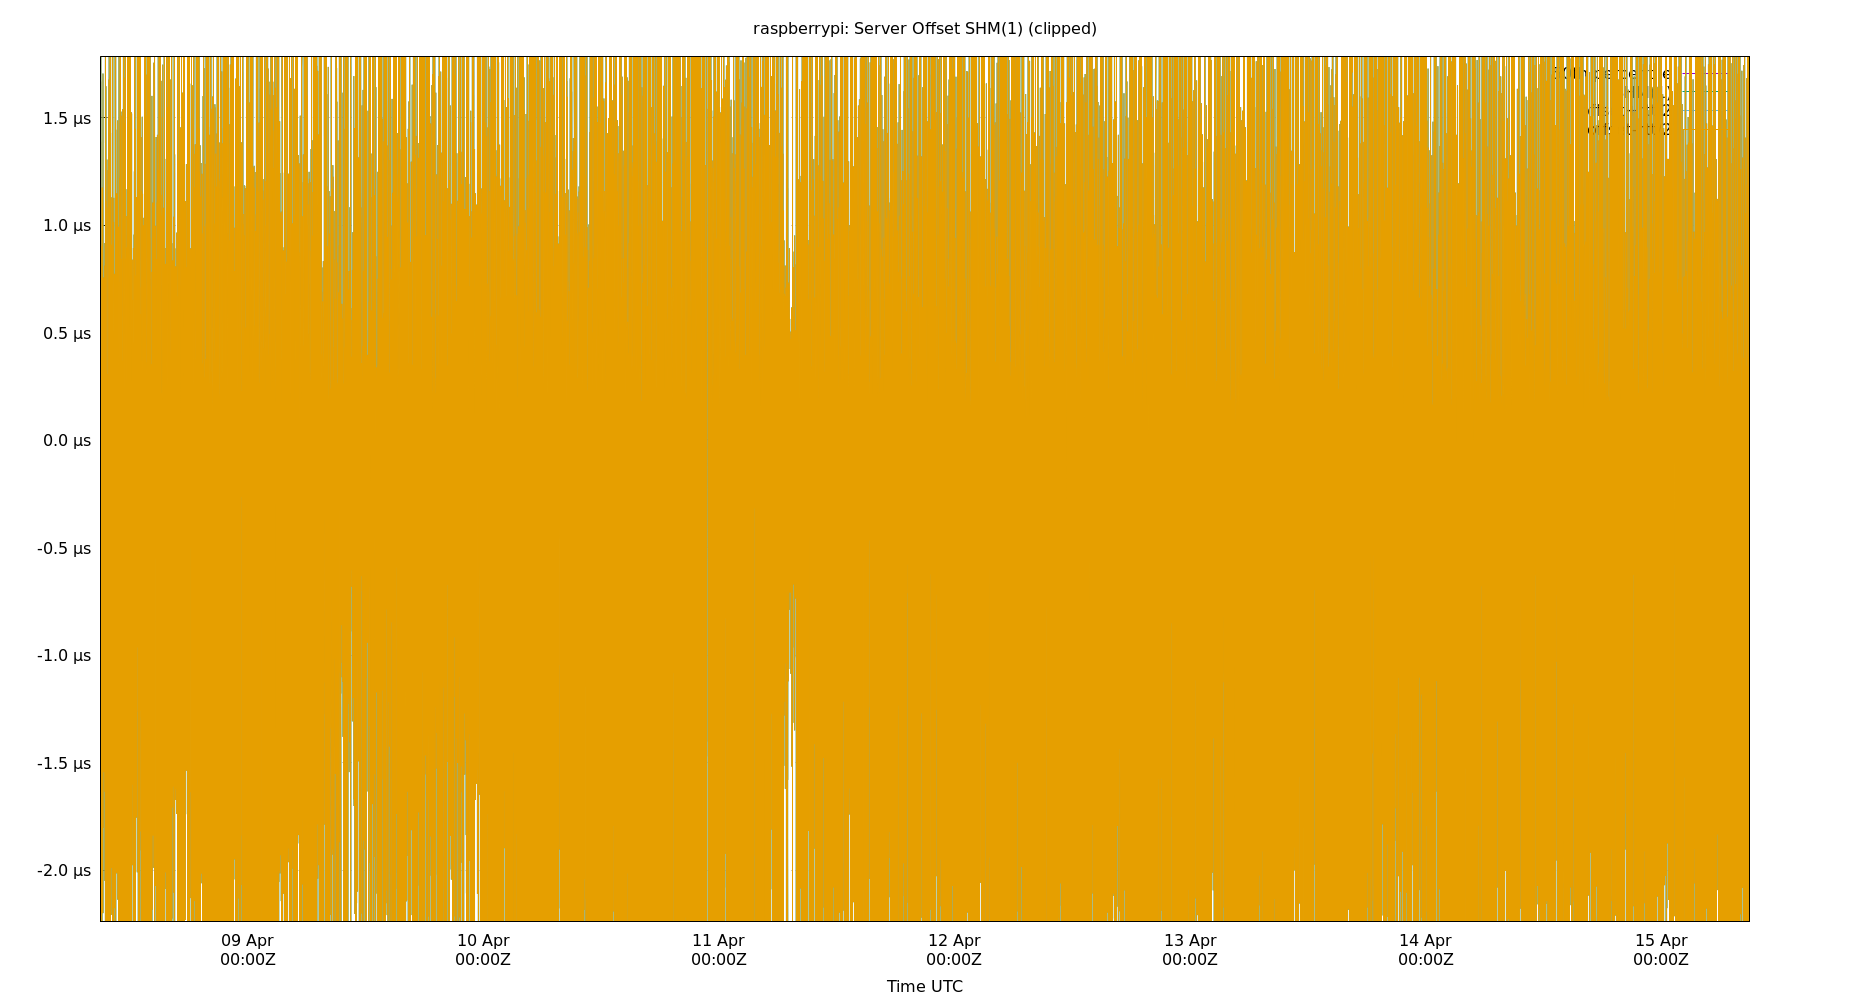 raspberrypi: Server Offset SHM(1) (clipped)
1.5 µs
1.0 µs
0.5 µs
0.0 µs
-0.5 µs
-1.0 µs
-1.5 µs
-2.0 µs
09 Apr 10 Apr 11 Apr 12 Apr 13 Apr 14 Apr 15 Apr
00:00Z 00:00Z 00:00Z 00:00Z 00:00Z 00:00Z 00:00Z
Time UTC